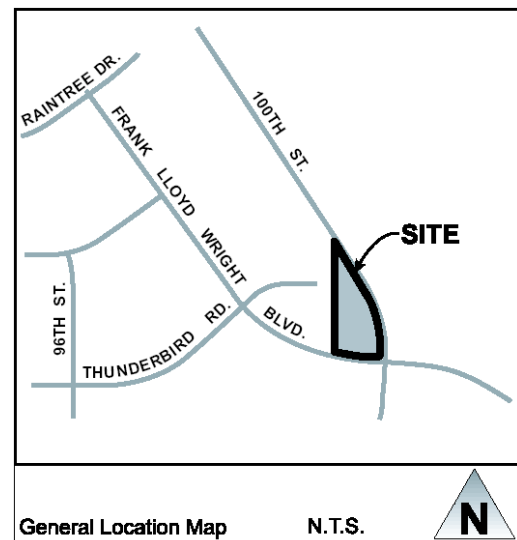 RAINTREE DR.
100TH ST.
FRANK LLOYD WRIGHT BLVD.
SITE
96TH ST.
THUNDERBIRD RD.
General Location Map N.T.S. N